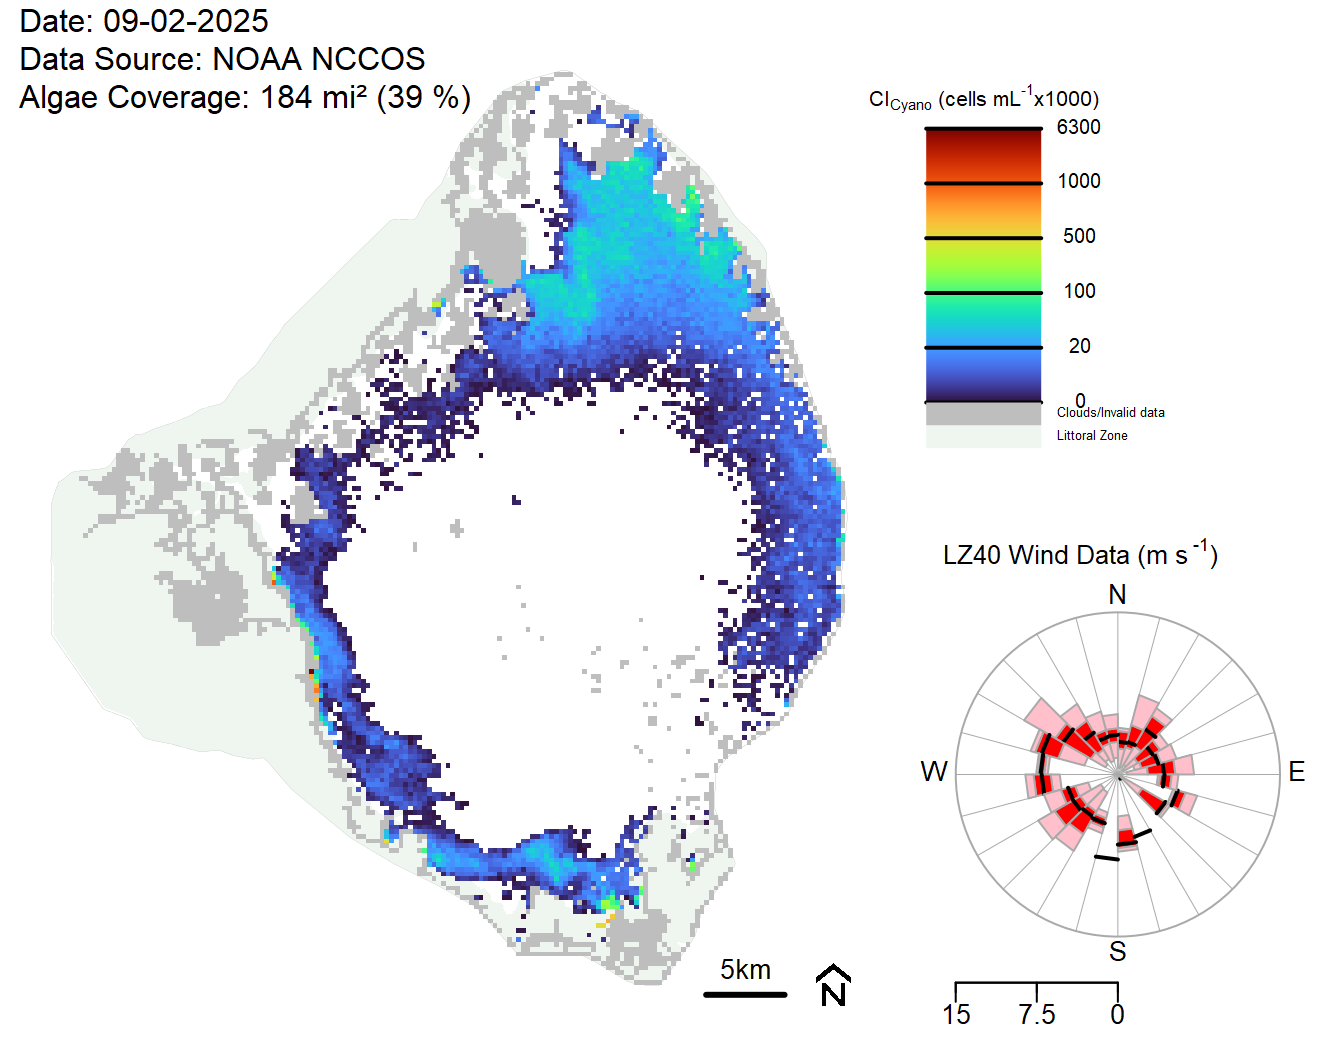 Date: 09-02-2025
Data Source: NOAA NCCOS
Algae Coverage: 184 mi² (39 %)
CICyano (cells mL-1x1000)
6300
1000
500
100
20
0
Clouds/Invalid data
Littoral Zone
LZ40 Wind Data (m s-1)
N
W
E
S
5km
N
15
7.5
0